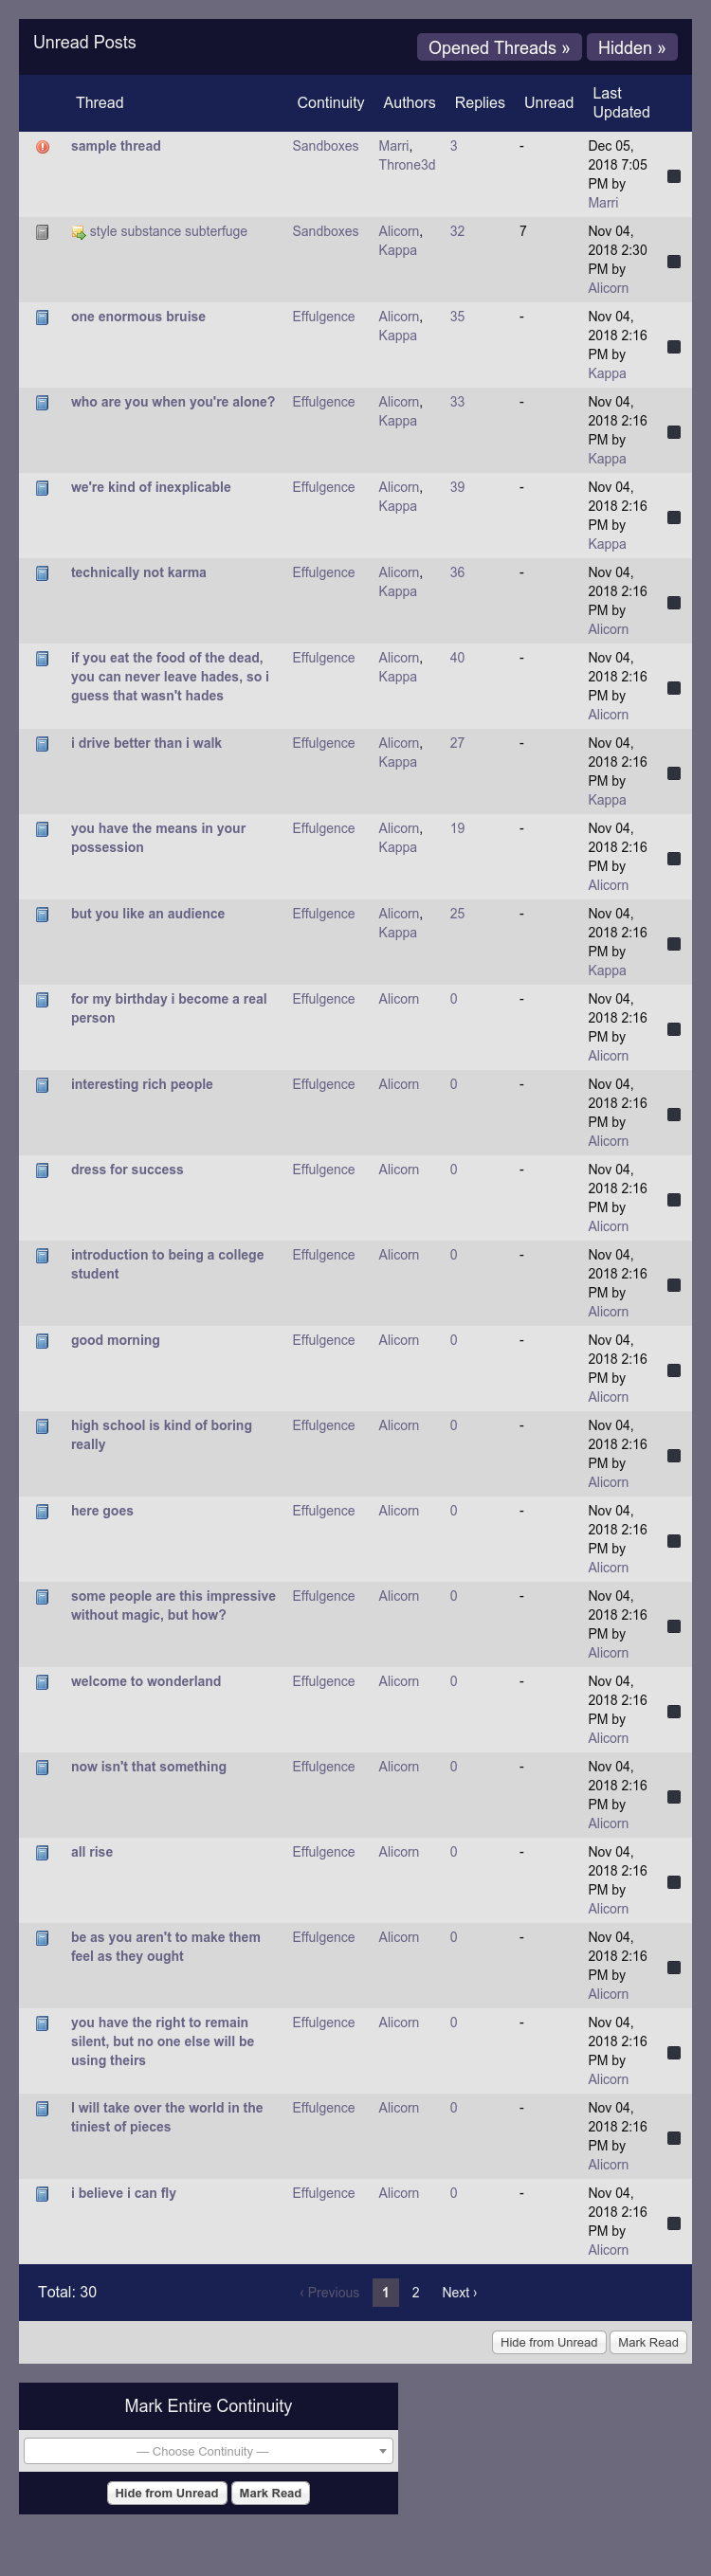 Unread Posts
Opened Threads » Hidden »
Thread Continuity Authors Replies Unread Last Updated
sample thread Sandboxes Marri, Throne3d 3 - Dec 05, 2018 7:05 PM by Marri
style substance subterfuge Sandboxes Alicorn, Kappa 32 7 Nov 04, 2018 2:30 PM by Alicorn
one enormous bruise Effulgence Alicorn, Kappa 35 - Nov 04, 2018 2:16 PM by Kappa
who are you when you're alone? Effulgence Alicorn, Kappa 33 - Nov 04, 2018 2:16 PM by Kappa
we're kind of inexplicable Effulgence Alicorn, Kappa 39 - Nov 04, 2018 2:16 PM by Kappa
technically not karma Effulgence Alicorn, Kappa 36 - Nov 04, 2018 2:16 PM by Alicorn
if you eat the food of the dead, you can never leave hades, so i guess that wasn't hades Effulgence Alicorn, Kappa 40 - Nov 04, 2018 2:16 PM by Alicorn
i drive better than i walk Effulgence Alicorn, Kappa 27 - Nov 04, 2018 2:16 PM by Kappa
you have the means in your possession Effulgence Alicorn, Kappa 19 - Nov 04, 2018 2:16 PM by Alicorn
but you like an audience Effulgence Alicorn, Kappa 25 - Nov 04, 2018 2:16 PM by Kappa
for my birthday i become a real person Effulgence Alicorn 0 - Nov 04, 2018 2:16 PM by Alicorn
interesting rich people Effulgence Alicorn 0 - Nov 04, 2018 2:16 PM by Alicorn
dress for success Effulgence Alicorn 0 - Nov 04, 2018 2:16 PM by Alicorn
introduction to being a college student Effulgence Alicorn 0 - Nov 04, 2018 2:16 PM by Alicorn
good morning Effulgence Alicorn 0 - Nov 04, 2018 2:16 PM by Alicorn
high school is kind of boring really Effulgence Alicorn 0 - Nov 04, 2018 2:16 PM by Alicorn
here goes Effulgence Alicorn 0 - Nov 04, 2018 2:16 PM by Alicorn
some people are this impressive without magic, but how? Effulgence Alicorn 0 - Nov 04, 2018 2:16 PM by Alicorn
welcome to wonderland Effulgence Alicorn 0 - Nov 04, 2018 2:16 PM by Alicorn
now isn't that something Effulgence Alicorn 0 - Nov 04, 2018 2:16 PM by Alicorn
all rise Effulgence Alicorn 0 - Nov 04, 2018 2:16 PM by Alicorn
be as you aren't to make them feel as they ought Effulgence Alicorn 0 - Nov 04, 2018 2:16 PM by Alicorn
you have the right to remain silent, but no one else will be using theirs Effulgence Alicorn 0 - Nov 04, 2018 2:16 PM by Alicorn
I will take over the world in the tiniest of pieces Effulgence Alicorn 0 - Nov 04, 2018 2:16 PM by Alicorn
i believe i can fly Effulgence Alicorn 0 - Nov 04, 2018 2:16 PM by Alicorn
Total: 30 ‹ Previous 1 2 Next ›
Hide from Unread Mark Read
Mark Entire Continuity
— Choose Continuity —
Hide from Unread Mark Read